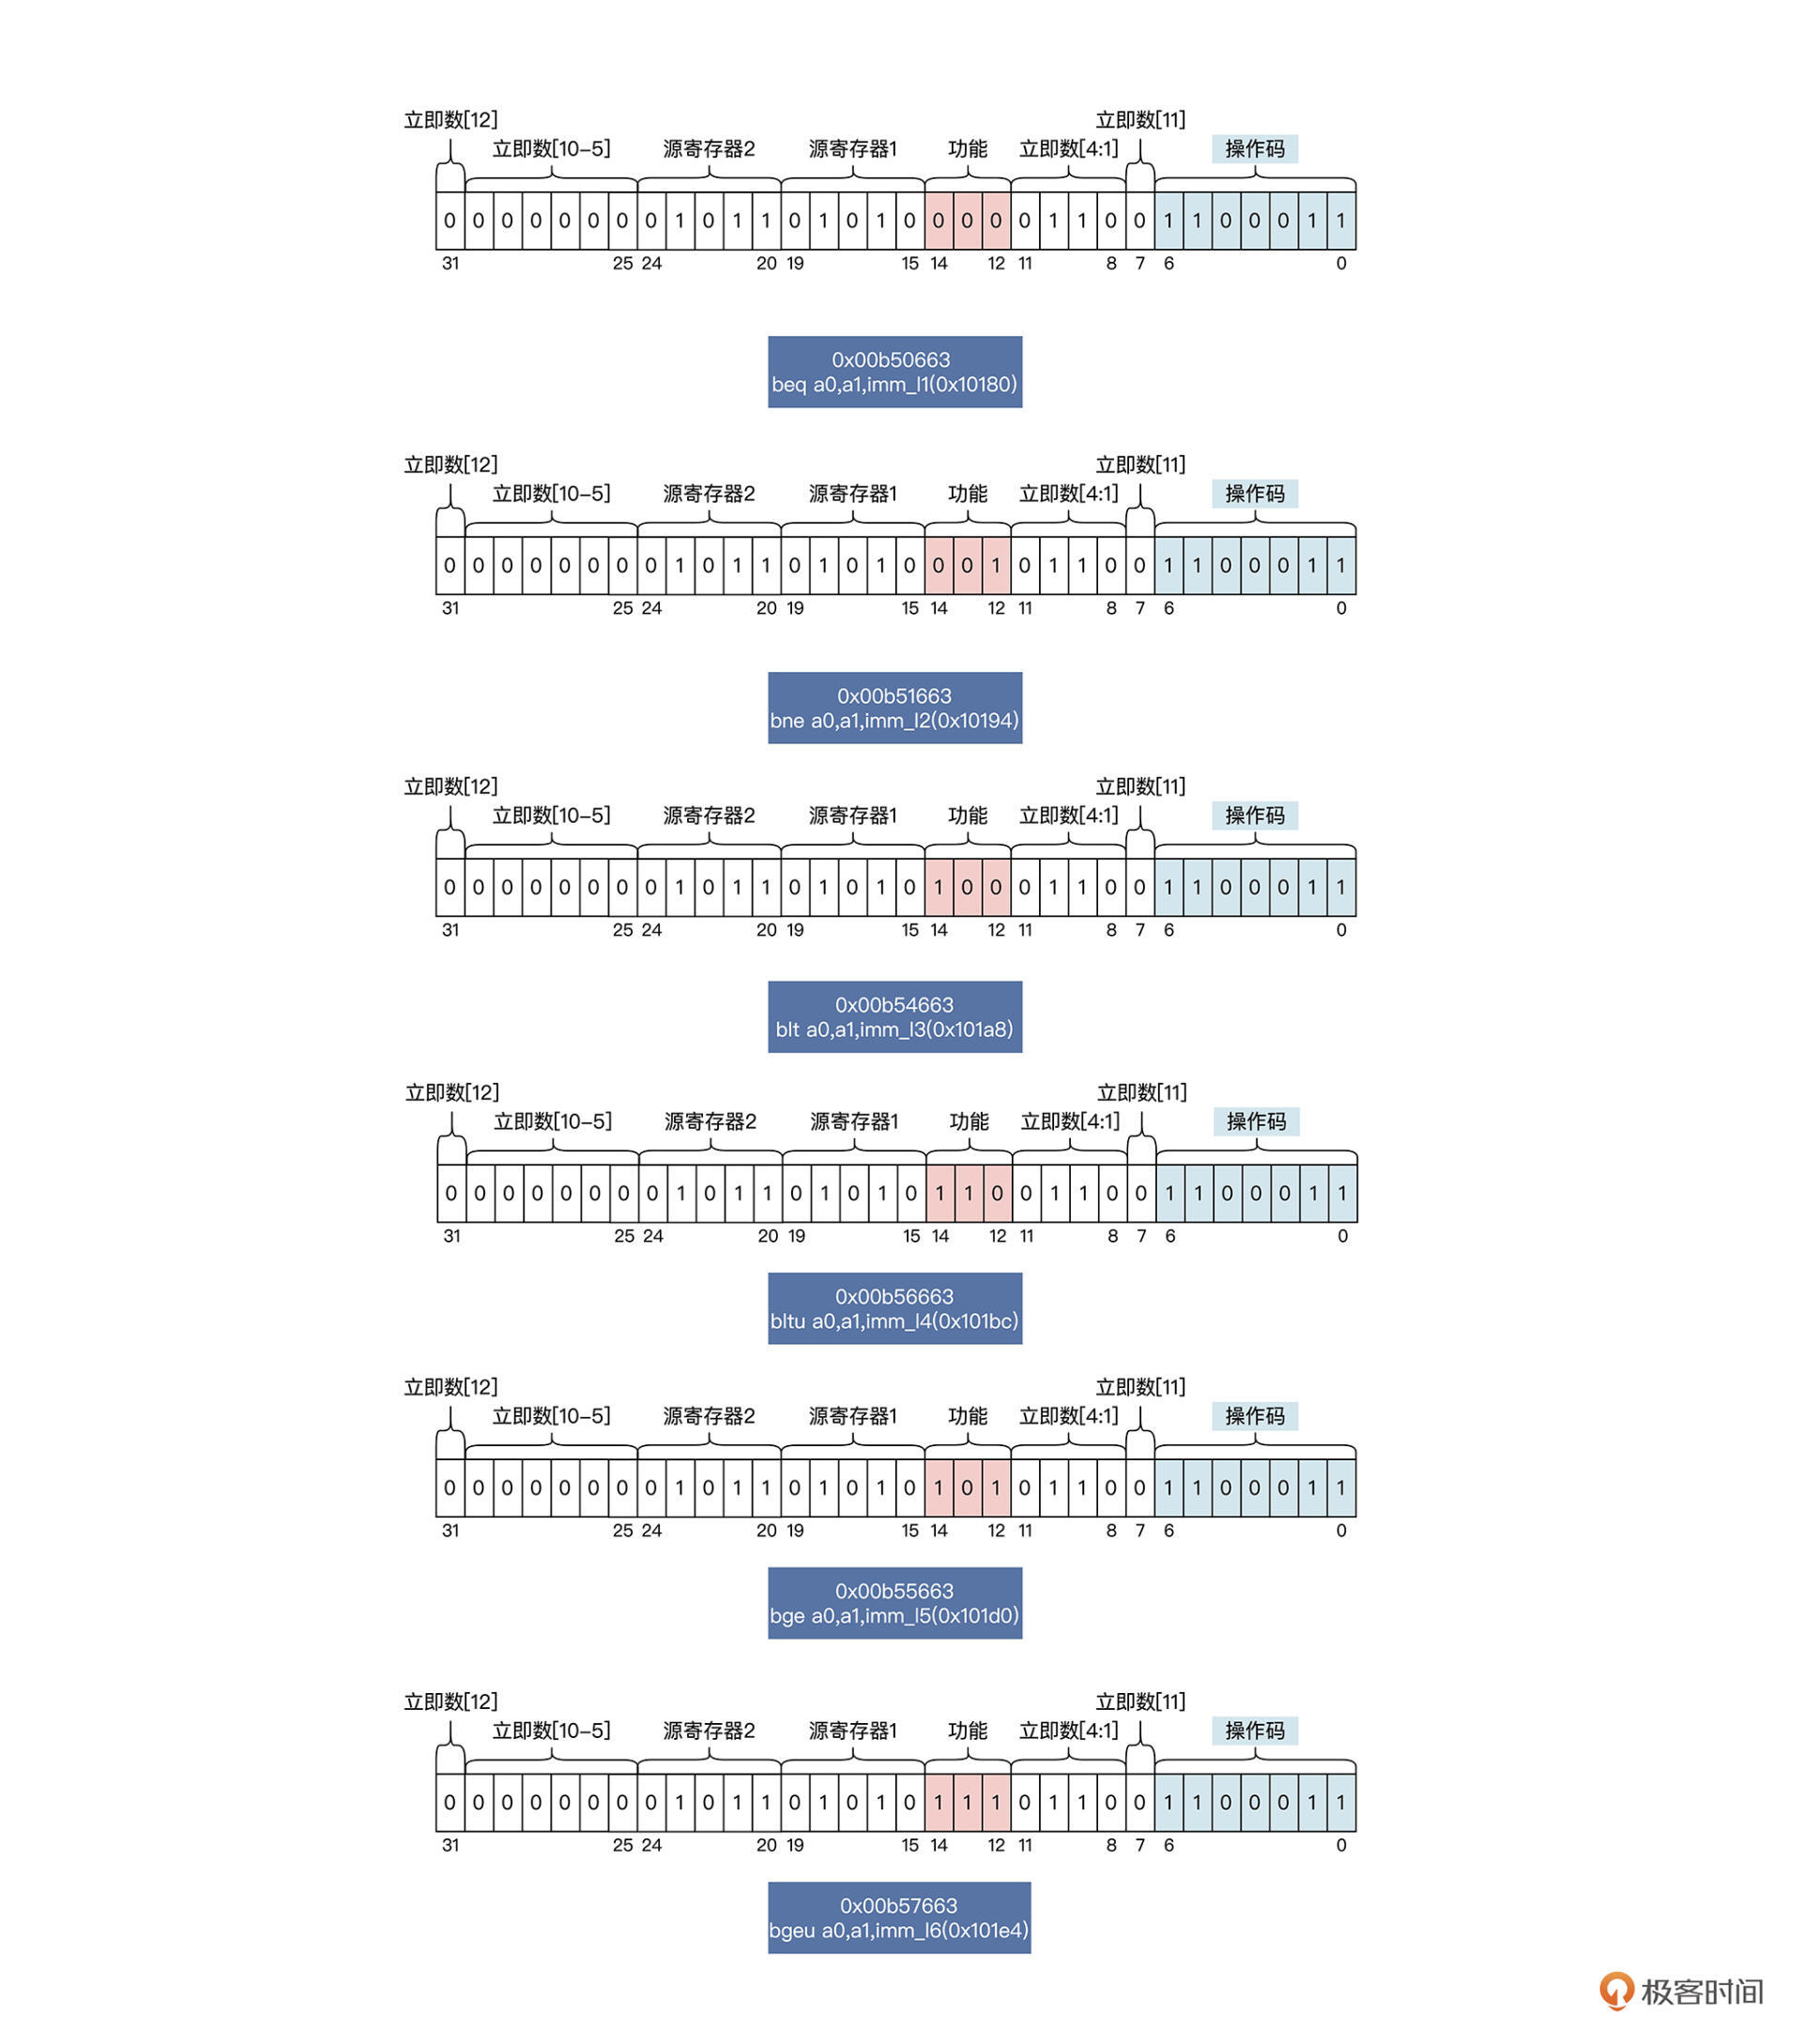 立即数[12] 立即数[11]
立即数[10-5] 源寄存器2 源寄存器1 功能 立即数[4:1] 操作码
0 0 0 0 0 0 0 0 1 0 1 1 0 1 0 1 0 0 0 0 0 1 1 0 0 1 1 0 0 0 1 1
31 25 24 20 19 15 14 12 11 8 7 6 0
0x00b50663
beq a0,a1,imm_l1(0x10180)
立即数[12] 立即数[11]
立即数[10-5] 源寄存器2 源寄存器1 功能 立即数[4:1] 操作码
0 0 0 0 0 0 0 0 1 0 1 1 0 1 0 1 0 0 0 1 0 1 1 0 0 1 1 0 0 0 1 1
31 25 24 20 19 15 14 12 11 8 7 6 0
0x00b51663
bne a0,a1,imm_l2(0x10194)
立即数[12] 立即数[11]
立即数[10-5] 源寄存器2 源寄存器1 功能 立即数[4:1] 操作码
0 0 0 0 0 0 0 0 1 0 1 1 0 1 0 1 0 1 0 0 0 1 1 0 0 1 1 0 0 0 1 1
31 25 24 20 19 15 14 12 11 8 7 6 0
0x00b54663
blt a0,a1,imm_l3(0x101a8)
立即数[12] 立即数[11]
立即数[10-5] 源寄存器2 源寄存器1 功能 立即数[4:1] 操作码
0 0 0 0 0 0 0 0 1 0 1 1 0 1 0 1 0 1 1 0 0 1 1 0 0 1 1 0 0 0 1 1
31 25 24 20 19 15 14 12 11 8 7 6 0
0x00b56663
bltu a0,a1,imm_l4(0x101bc)
立即数[12] 立即数[11]
立即数[10-5] 源寄存器2 源寄存器1 功能 立即数[4:1] 操作码
0 0 0 0 0 0 0 0 1 0 1 1 0 1 0 1 0 1 0 1 0 1 1 0 0 1 1 0 0 0 1 1
31 25 24 20 19 15 14 12 11 8 7 6 0
0x00b55663
bge a0,a1,imm_l5(0x101d0)
立即数[12] 立即数[11]
立即数[10-5] 源寄存器2 源寄存器1 功能 立即数[4:1] 操作码
0 0 0 0 0 0 0 0 1 0 1 1 0 1 0 1 0 1 1 1 0 1 1 0 0 1 1 0 0 0 1 1
31 25 24 20 19 15 14 12 11 8 7 6 0
0x00b57663
bgeu a0,a1,imm_l6(0x101e4)
极客时间